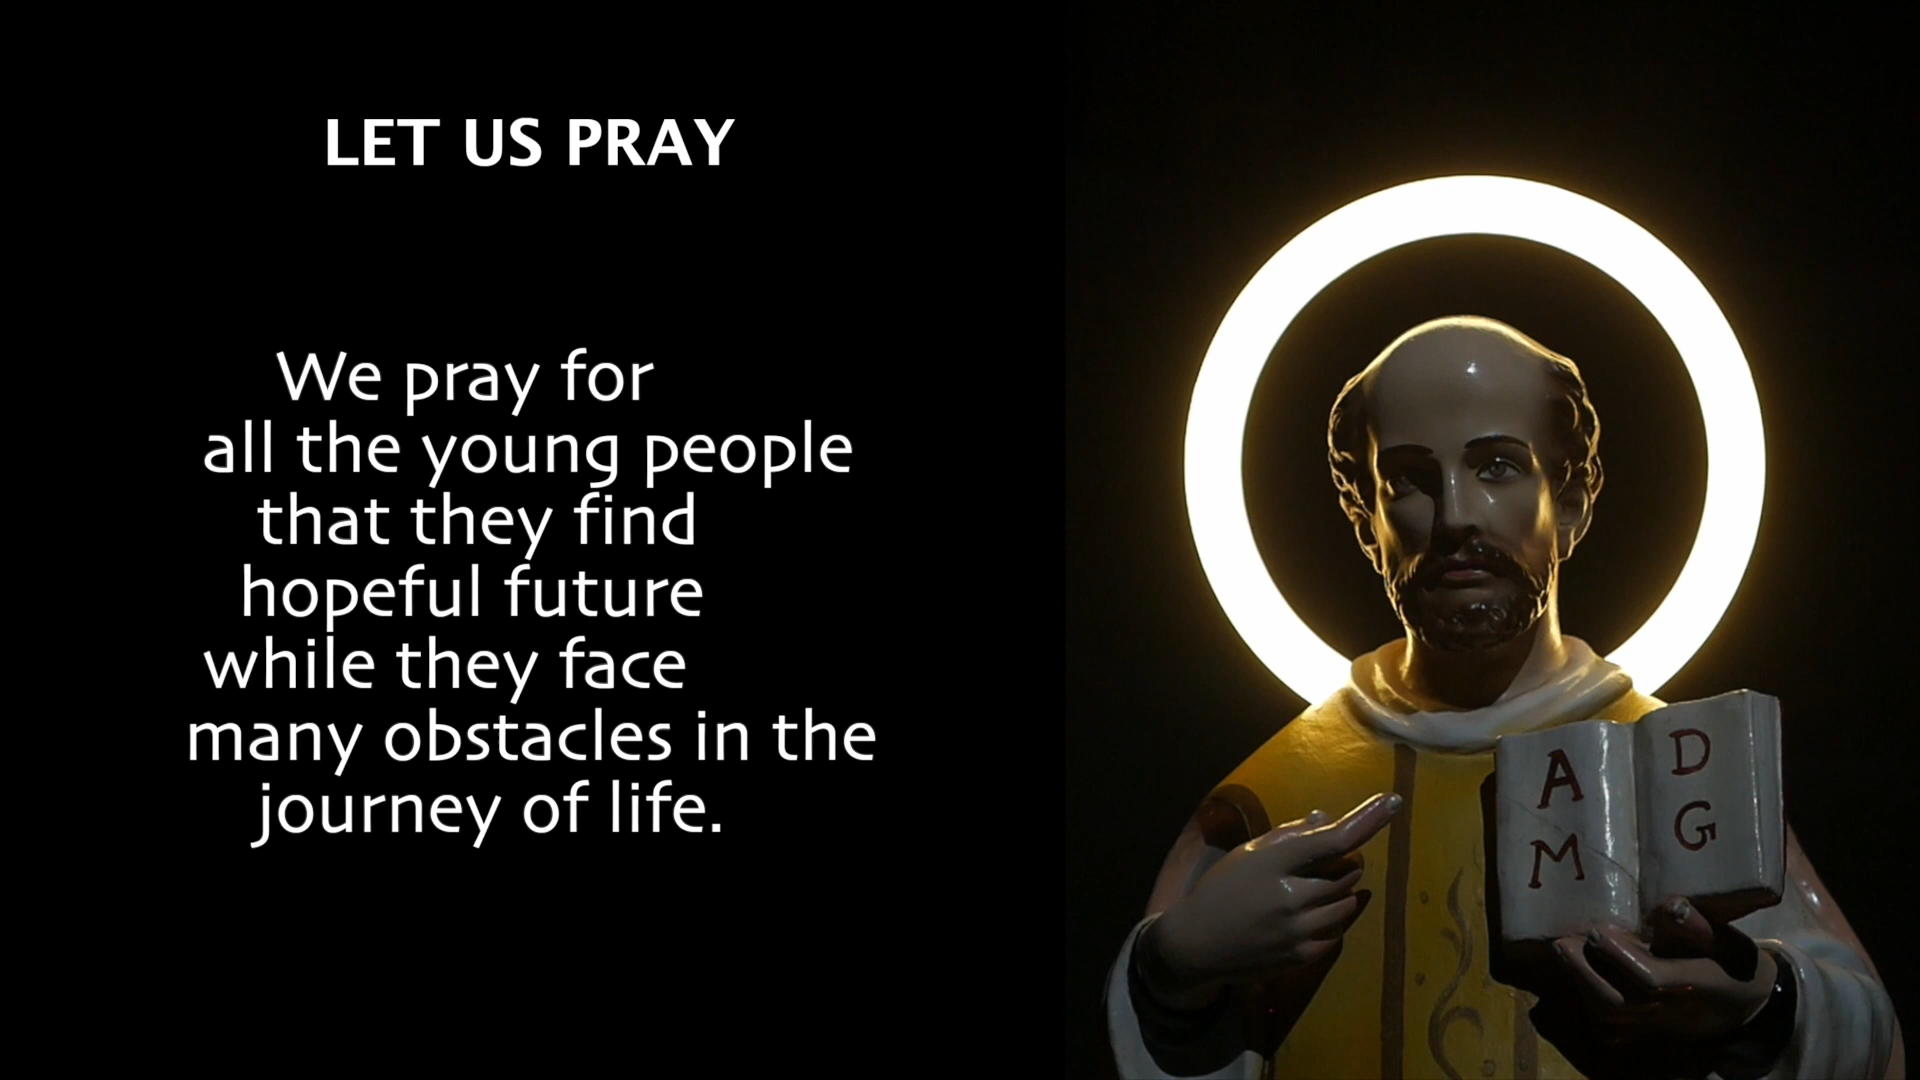 LET US PRAY
We pray for
all the young people
that they find
hopeful future
while they face
many obstacles in the
journey of life.
A D
M G